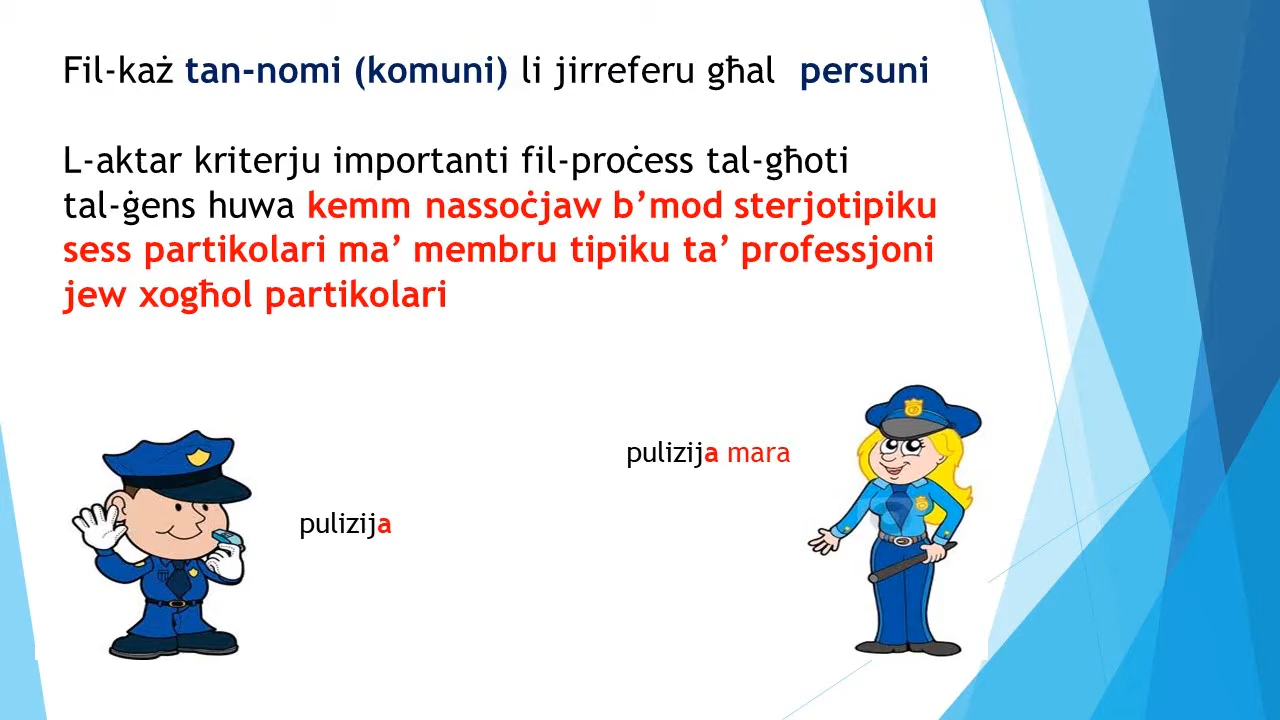 Fil-każ tan-nomi (komuni) li jirreferu għal persuni
L-aktar kriterju importanti fil-proċess tal-għoti
tal-ġens huwa kemm nassoċjaw b’mod sterjotipiku
sess partikolari ma’ membru tipiku ta’ professjoni
jew xogħol partikolari
pulizija mara
pulizija